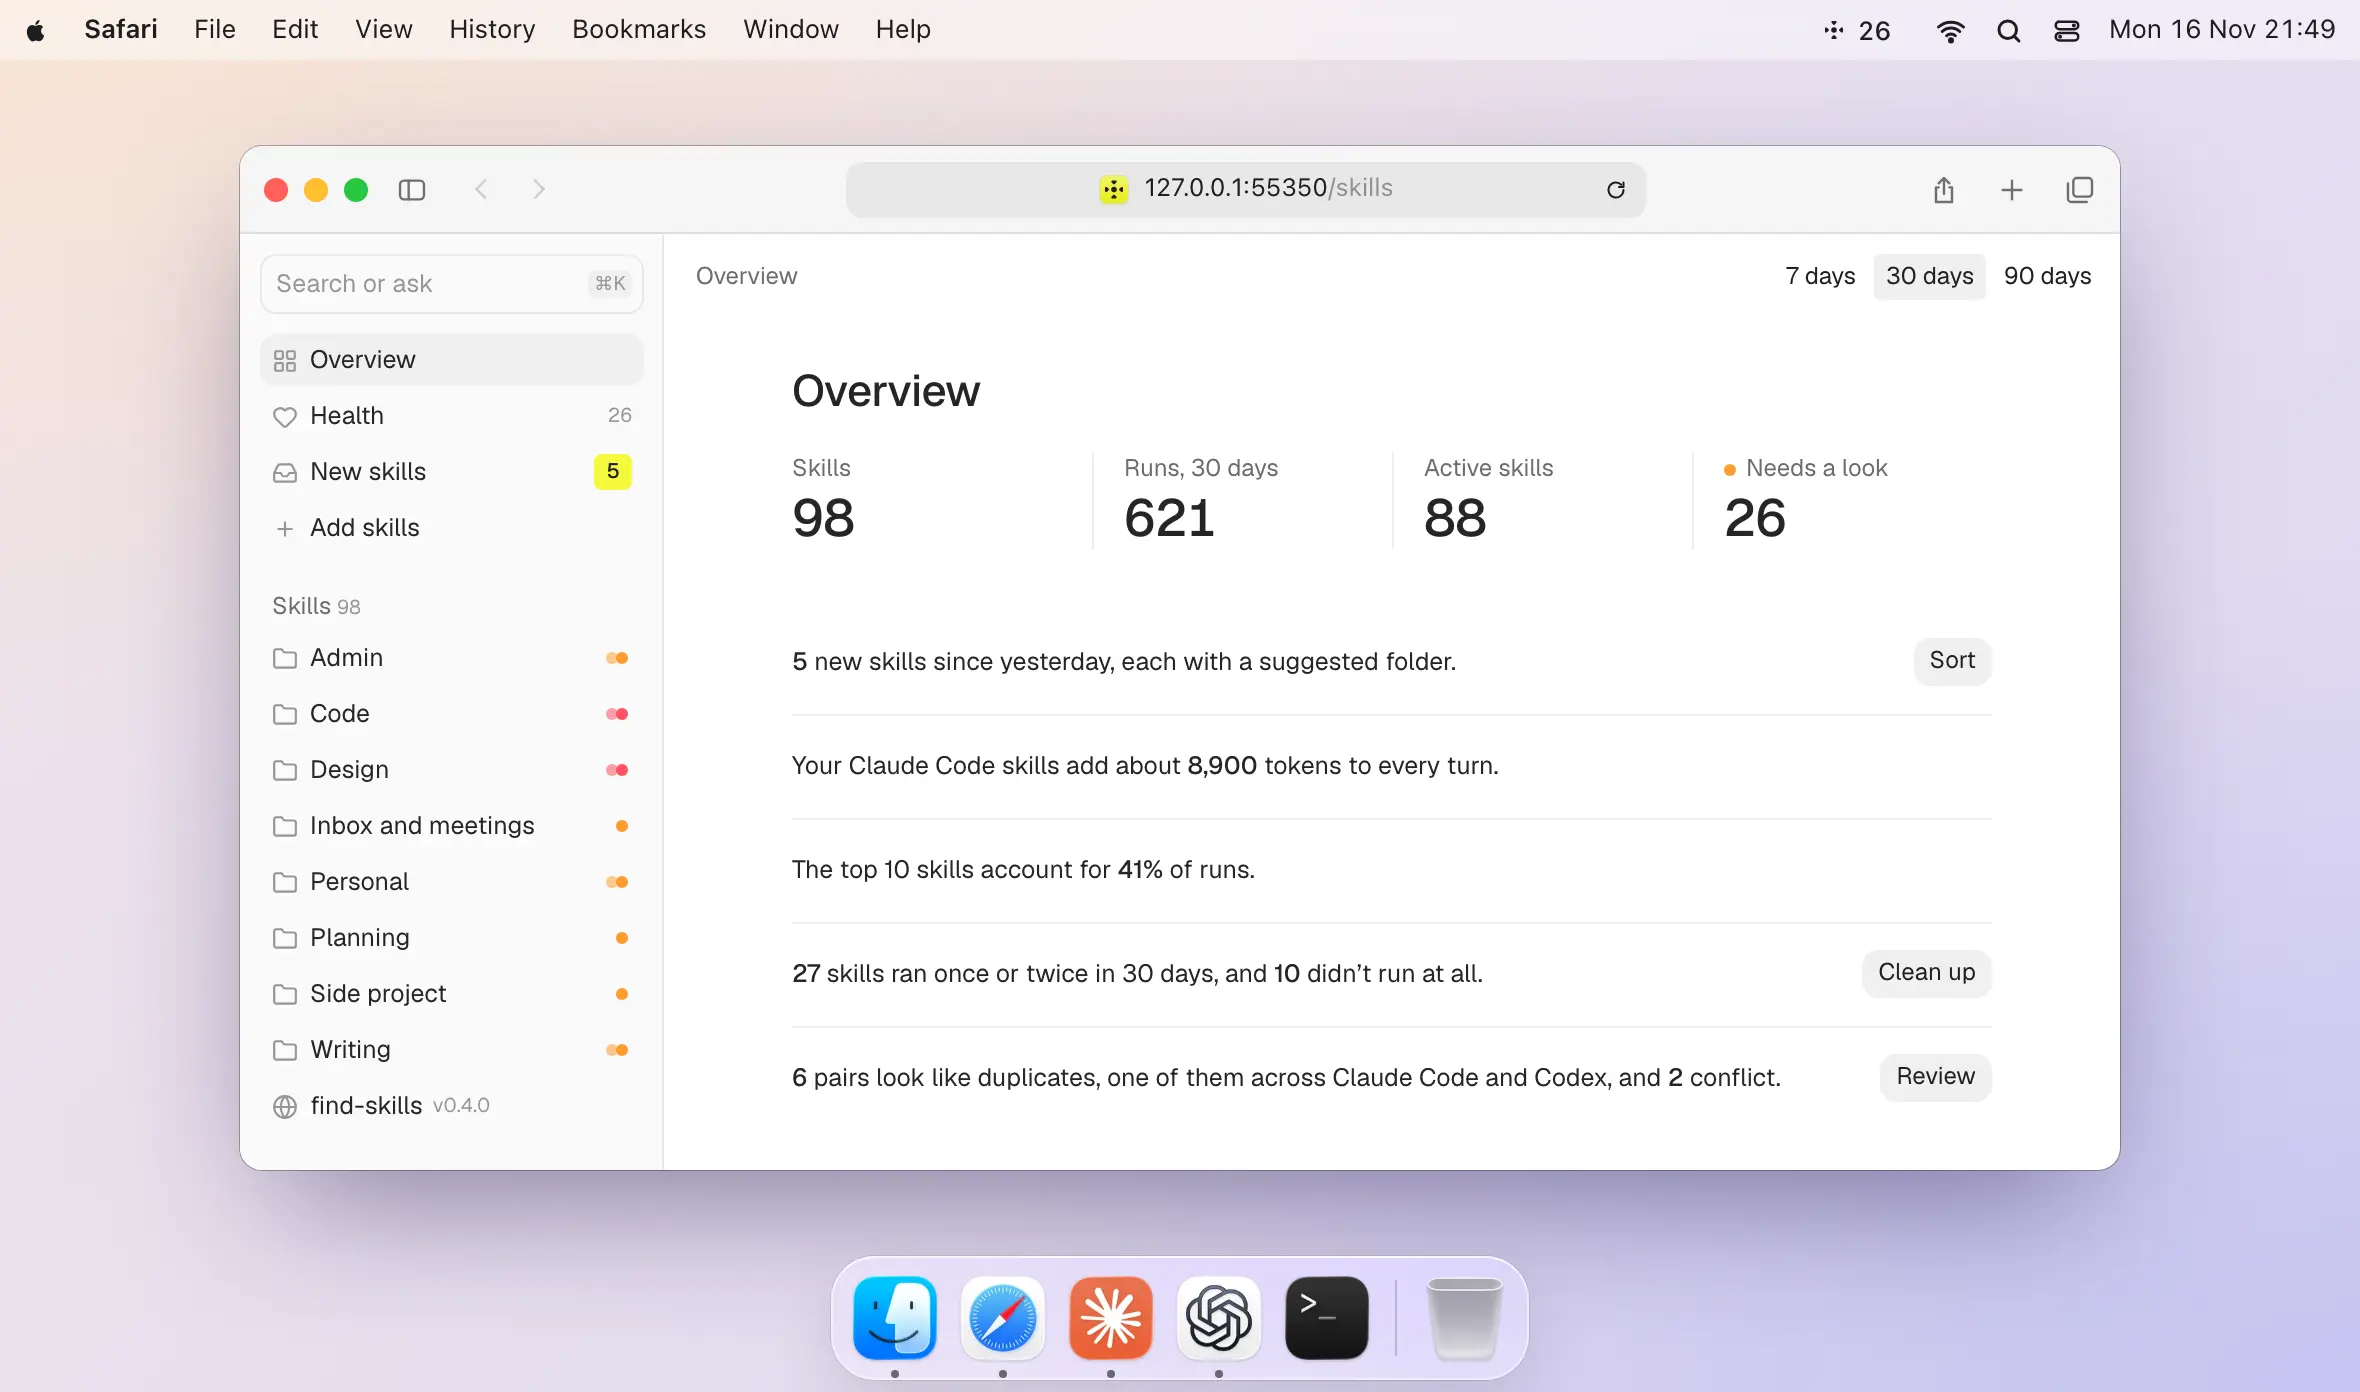 Safari File Edit View History Bookmarks Window Help 26 Mon 16 Nov 21:49
127.0.0.1:55350/skills
Search or ask ⌘K
Overview
Health 26
New skills 5
Add skills
Skills 98
Admin
Code
Design
Inbox and meetings
Personal
Planning
Side project
Writing
find-skills v0.4.0
Overview 7 days 30 days 90 days
Overview
Skills Runs, 30 days Active skills Needs a look
98 621 88 26
5 new skills since yesterday, each with a suggested folder. Sort
Your Claude Code skills add about 8,900 tokens to every turn.
The top 10 skills account for 41% of runs.
27 skills ran once or twice in 30 days, and 10 didn’t run at all. Clean up
6 pairs look like duplicates, one of them across Claude Code and Codex, and 2 conflict. Review
>_